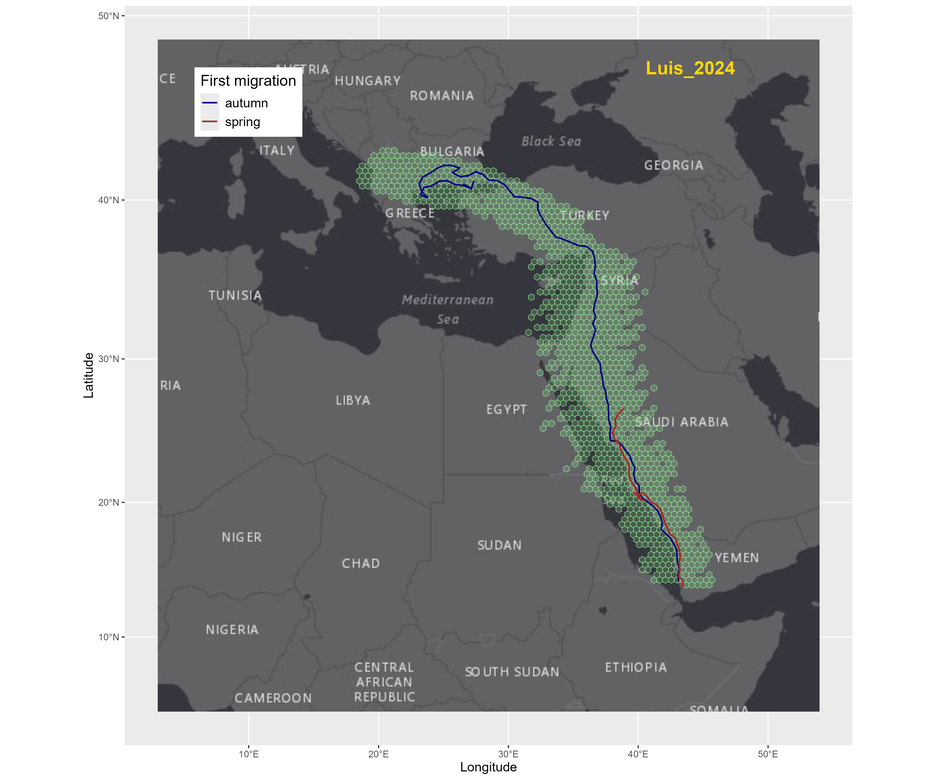 50°N
Luis_2024
CE
AUSTRIA
First migration
HUNGARY
autumn
ROMANIA
spring
Black Sea
ITALY
BULGARIA
GEORGIA
40°N
GREECE
TURKEY
SYRIA
TUNISIA
Mediterranean
Sea
30°N
RIA
LIBYA
EGYPT
SAUDI ARABIA
20°N
NIGER
SUDAN
CHAD
YEMEN
10°N
NIGERIA
CENTRAL
AFRICAN
REPUBLIC
SOUTH SUDAN
ETHIOPIA
CAMEROON
SOMALIA
10°E
20°E
30°E
40°E
50°E
Longitude
Latitude